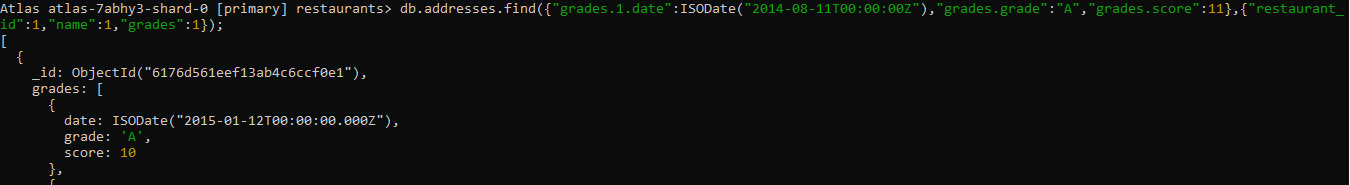 Atlas atlas-7abhy3-shard-0 [primary] restaurants> db.addresses.find({"grades.1.date":ISODate("2014-08-11T00:00:00Z"),"grades.grade":"A","grades.score":11},{"restaurant_
id":1,"name":1,"grades":1});
[
  {
    _id: ObjectId("6176d561eef13ab4c6ccf0e1"),
    grades: [
      {
        date: ISODate("2015-01-12T00:00:00.000Z"),
        grade: 'A',
        score: 10
      },
      {